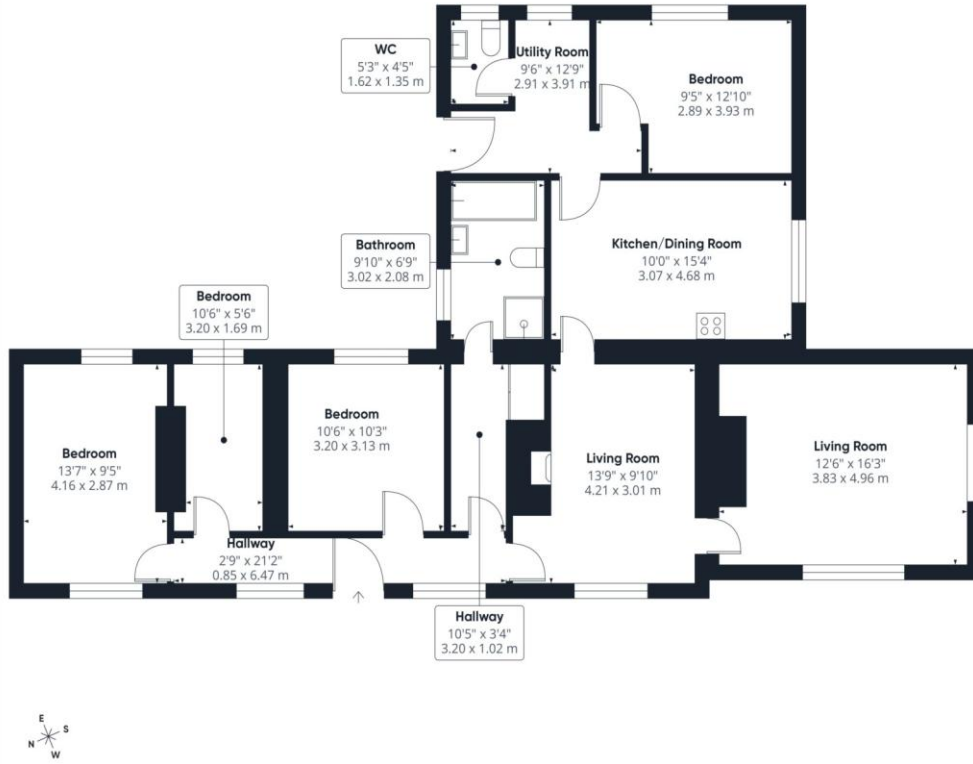 WC
5'3" x 4'5"
1.62 x 1.35 m
Utility Room
9'6" x 12'9"
2.91 x 3.91 m
Bedroom
9'5" x 12'10"
2.89 x 3.93 m
Bathroom
9'10" x 6'9"
3.02 x 2.08 m
Kitchen/Dining Room
10'0" x 15'4"
3.07 x 4.68 m
Bedroom
10'6" x 5'6"
3.20 x 1.69 m
Bedroom
13'7" x 9'5"
4.16 x 2.87 m
Bedroom
10'6" x 10'3"
3.20 x 3.13 m
Living Room
13'9" x 9'10"
4.21 x 3.01 m
Living Room
12'6" x 16'3"
3.83 x 4.96 m
Hallway
2'9" x 21'2"
0.85 x 6.47 m
Hallway
10'5" x 3'4"
3.20 x 1.02 m
E
S
N
W